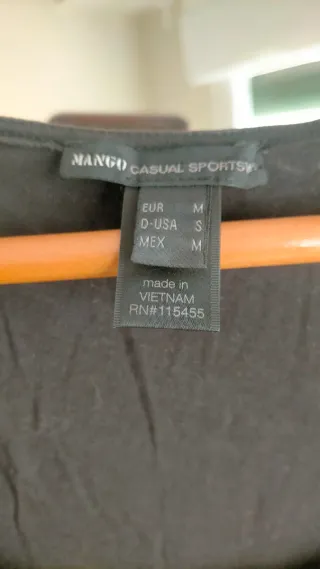 MANGO CASUAL SPORTSW
EUR M
D-USA S
MEX M
made in
VIETNAM
RN#115455